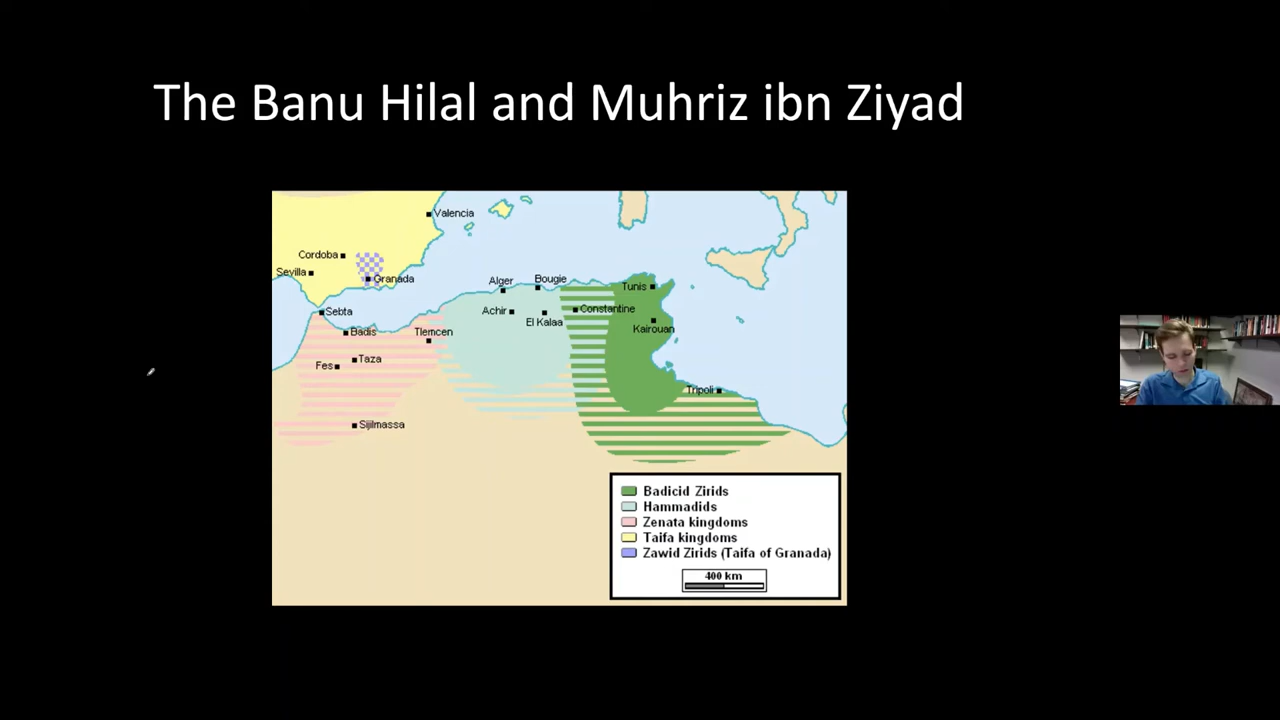 The Banu Hilal and Muhriz ibn Ziyad
Valencia
Cordoba
Sevilla
Granada
Alger
Bougie
Tunis
Sebta
Achir
El Kalaa
Constantine
Badis
Tlemcen
Kairouan
Fes
Taza
Tripoli
Sijilmassa
Badicid Zirids
Hammadids
Zenata kingdoms
Taifa kingdoms
Zawid Zirids (Taifa of Granada)
400 km